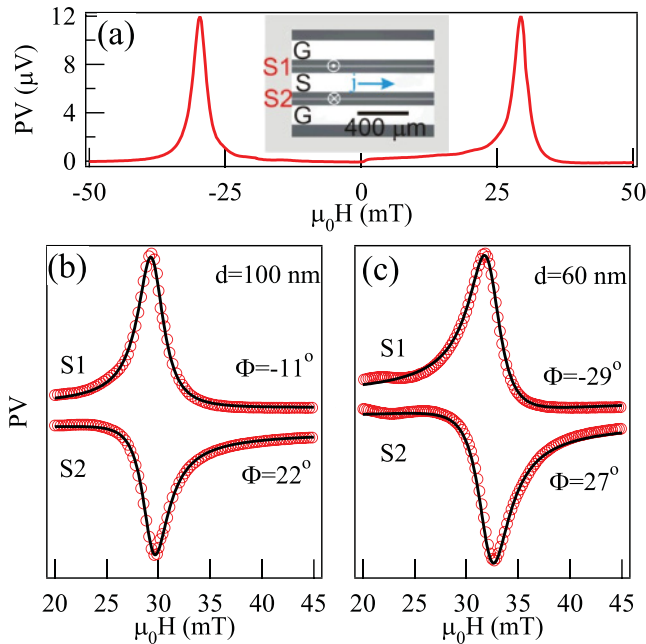 (a)
PV (μV)
12
8
4
0
G
S1
S
j
S2
G
400 μm
-50 -25 0 25 50
μ₀H (mT)
(b) d=100 nm
S1
Φ=-11°
S2
Φ=22°
PV
20 25 30 35 40 45
μ₀H (mT)
(c) d=60 nm
S1
Φ=-29°
S2
Φ=27°
20 25 30 35 40 45
μ₀H (mT)